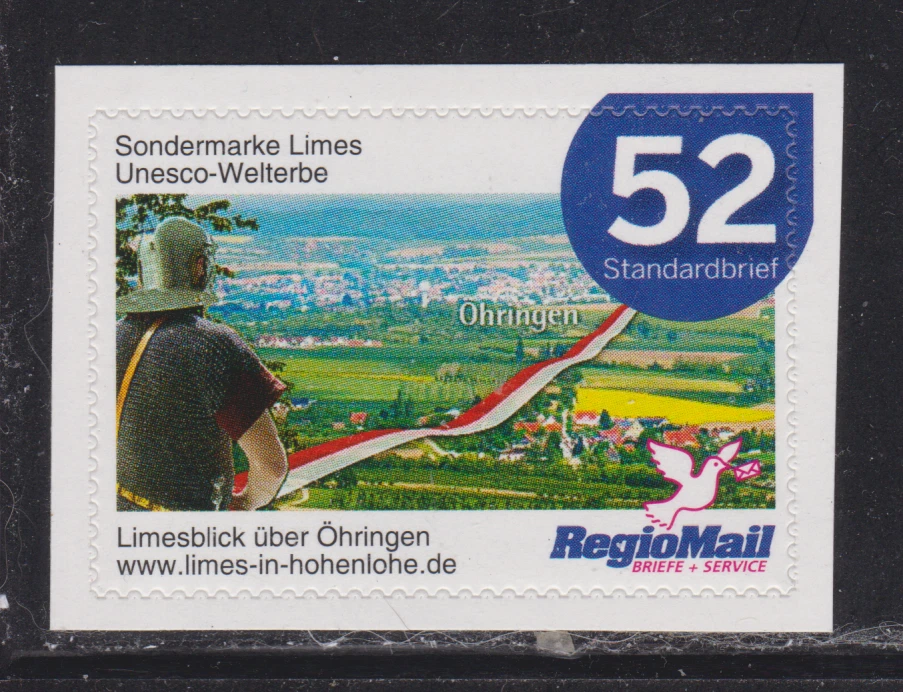 Sondermarke Limes
Unesco-Welterbe
52
Standardbrief
Öhringen
Limesblick über Öhringen
www.limes-in-hohenlohe.de
RegioMail
BRIEFE + SERVICE